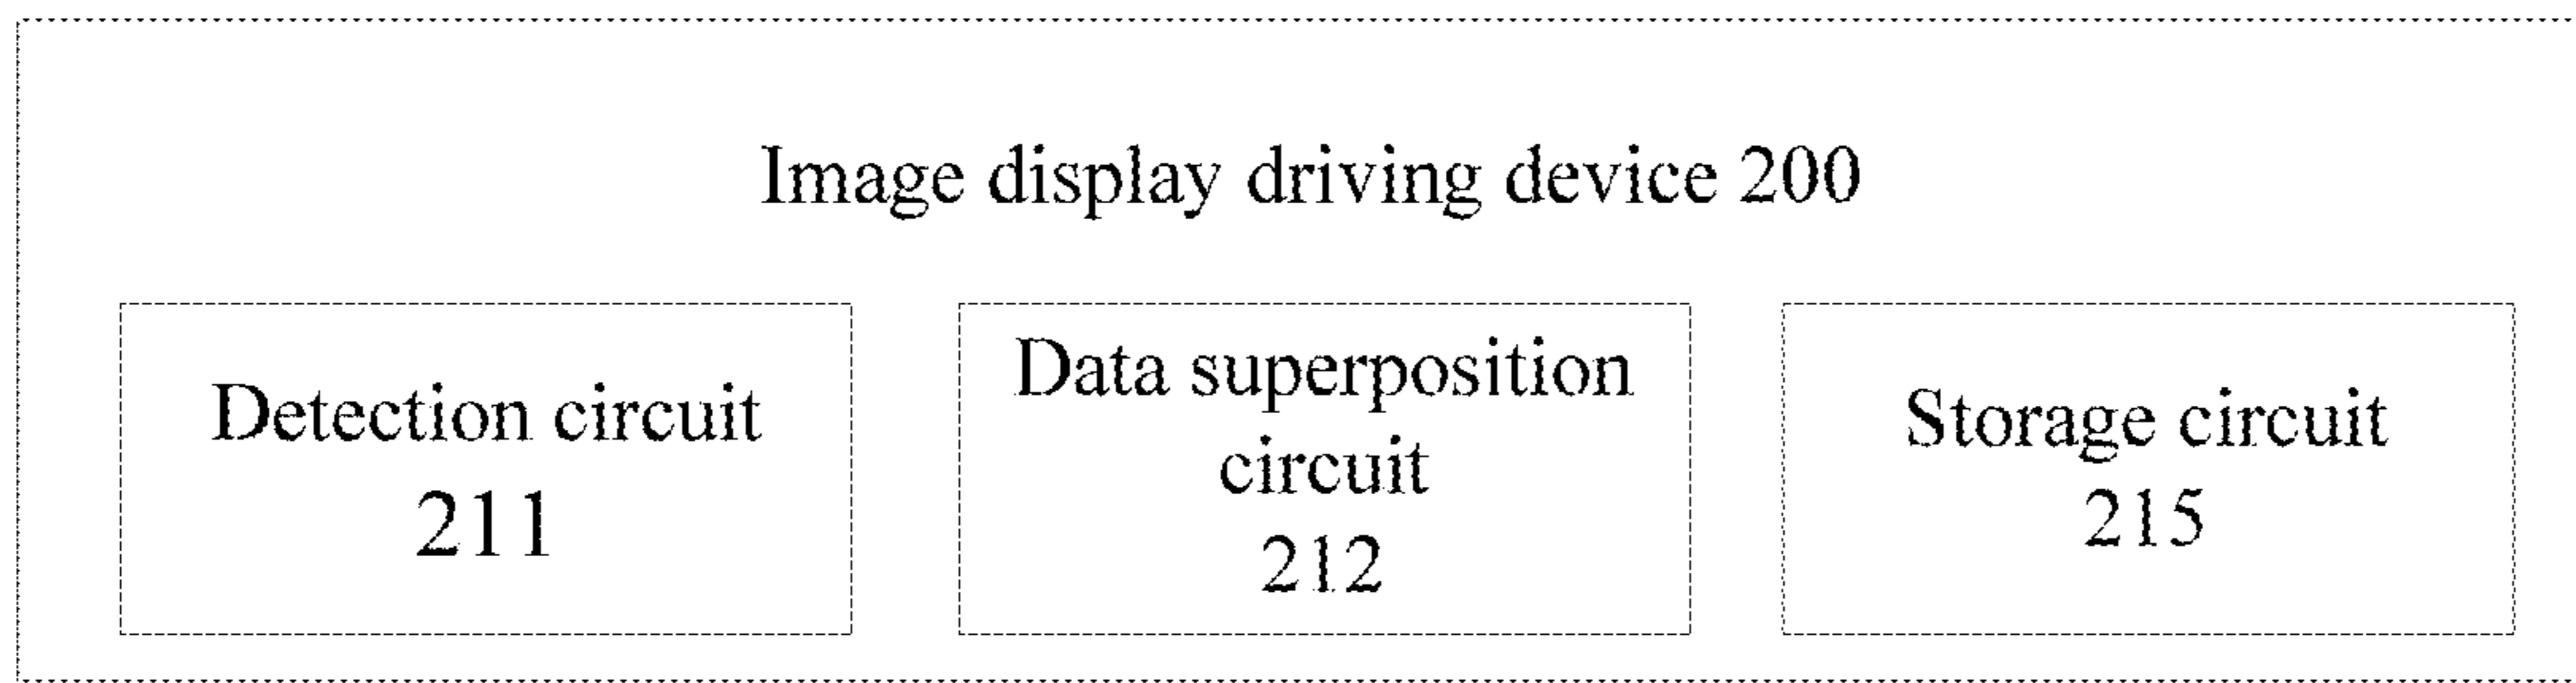 Image display driving device 200
Detection circuit
211
Data superposition
circuit
212
Storage circuit
215